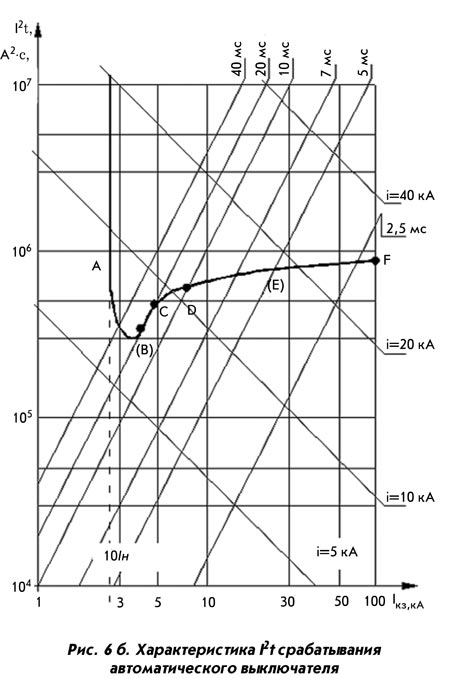 I²t,
А²·с,
40 мс
20 мс
10 мс
7 мс
5 мс
10⁷
i=40 кА
2,5 мс
10⁶
A
F
(E)
C
D
(B)
i=20 кА
10⁵
i=10 кА
10Iн
i=5 кА
10⁴
1 3 5 10 30 50 100 Iкз,кА
Рис. 6 б. Характеристика I²t срабатывания
автоматического выключателя